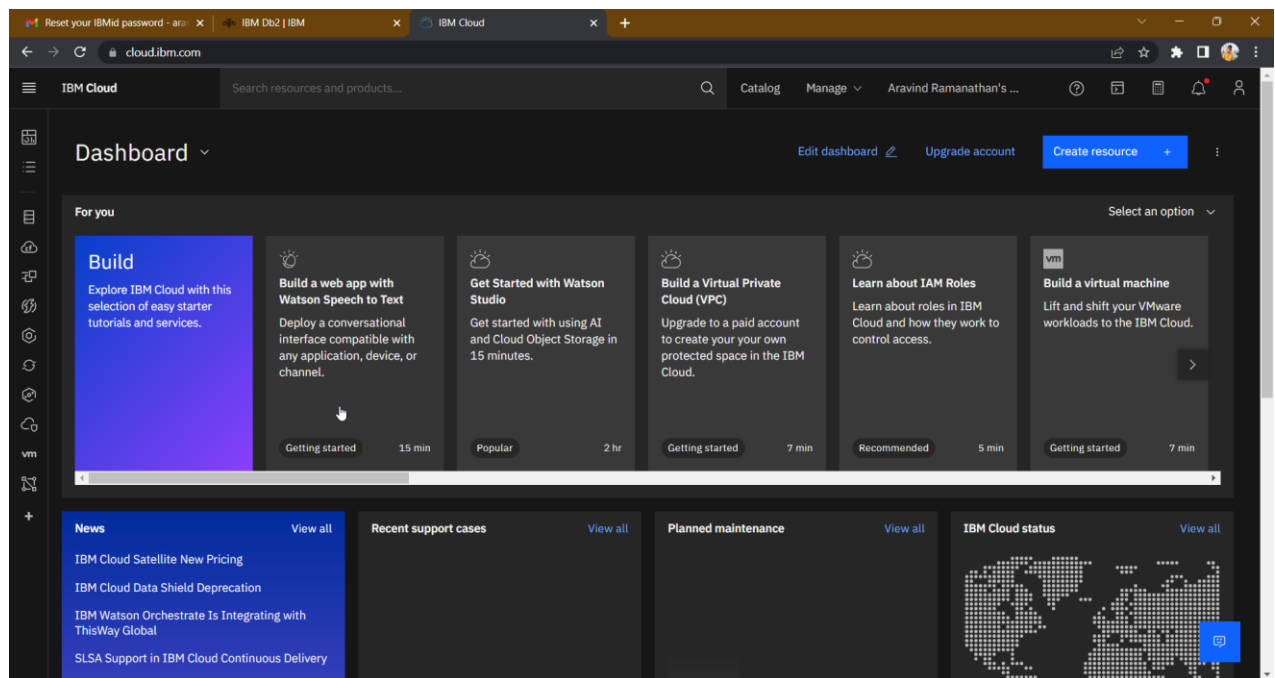 Reset your IBMid password - ara
IBM Db2 | IBM
IBM Cloud
cloud.ibm.com
IBM Cloud
Search resources and products...
Catalog
Manage
Aravind Ramanathan's ...
Dashboard
Edit dashboard
Upgrade account
Create resource +
For you
Select an option
Build
Explore IBM Cloud with this
selection of easy starter
tutorials and services.
Build a web app with
Watson Speech to Text
Deploy a conversational
interface compatible with
any application, device, or
channel.
Getting started
15 min
Get Started with Watson
Studio
Get started with using AI
and Cloud Object Storage in
15 minutes.
Popular
2 hr
Build a Virtual Private
Cloud (VPC)
Upgrade to a paid account
to create your your own
protected space in the IBM
Cloud.
Getting started
7 min
Learn about IAM Roles
Learn about roles in IBM
Cloud and how they work to
control access.
Recommended
5 min
vm
Build a virtual machine
Lift and shift your VMware
workloads to the IBM Cloud.
Getting started
7 min
vm
News
View all
IBM Cloud Satellite New Pricing
IBM Cloud Data Shield Deprecation
IBM Watson Orchestrate Is Integrating with
ThisWay Global
SLSA Support in IBM Cloud Continuous Delivery
Recent support cases
View all
Planned maintenance
View all
IBM Cloud status
View all